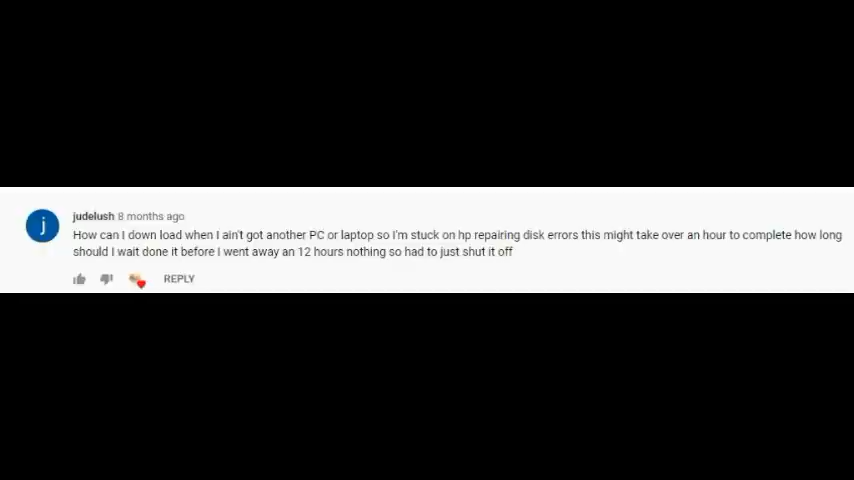 j
judelush 8 months ago
How can I down load when I ain't got another PC or laptop so I'm stuck on hp repairing disk errors this might take over an hour to complete how long
should I wait done it before I went away an 12 hours nothing so had to just shut it off
REPLY